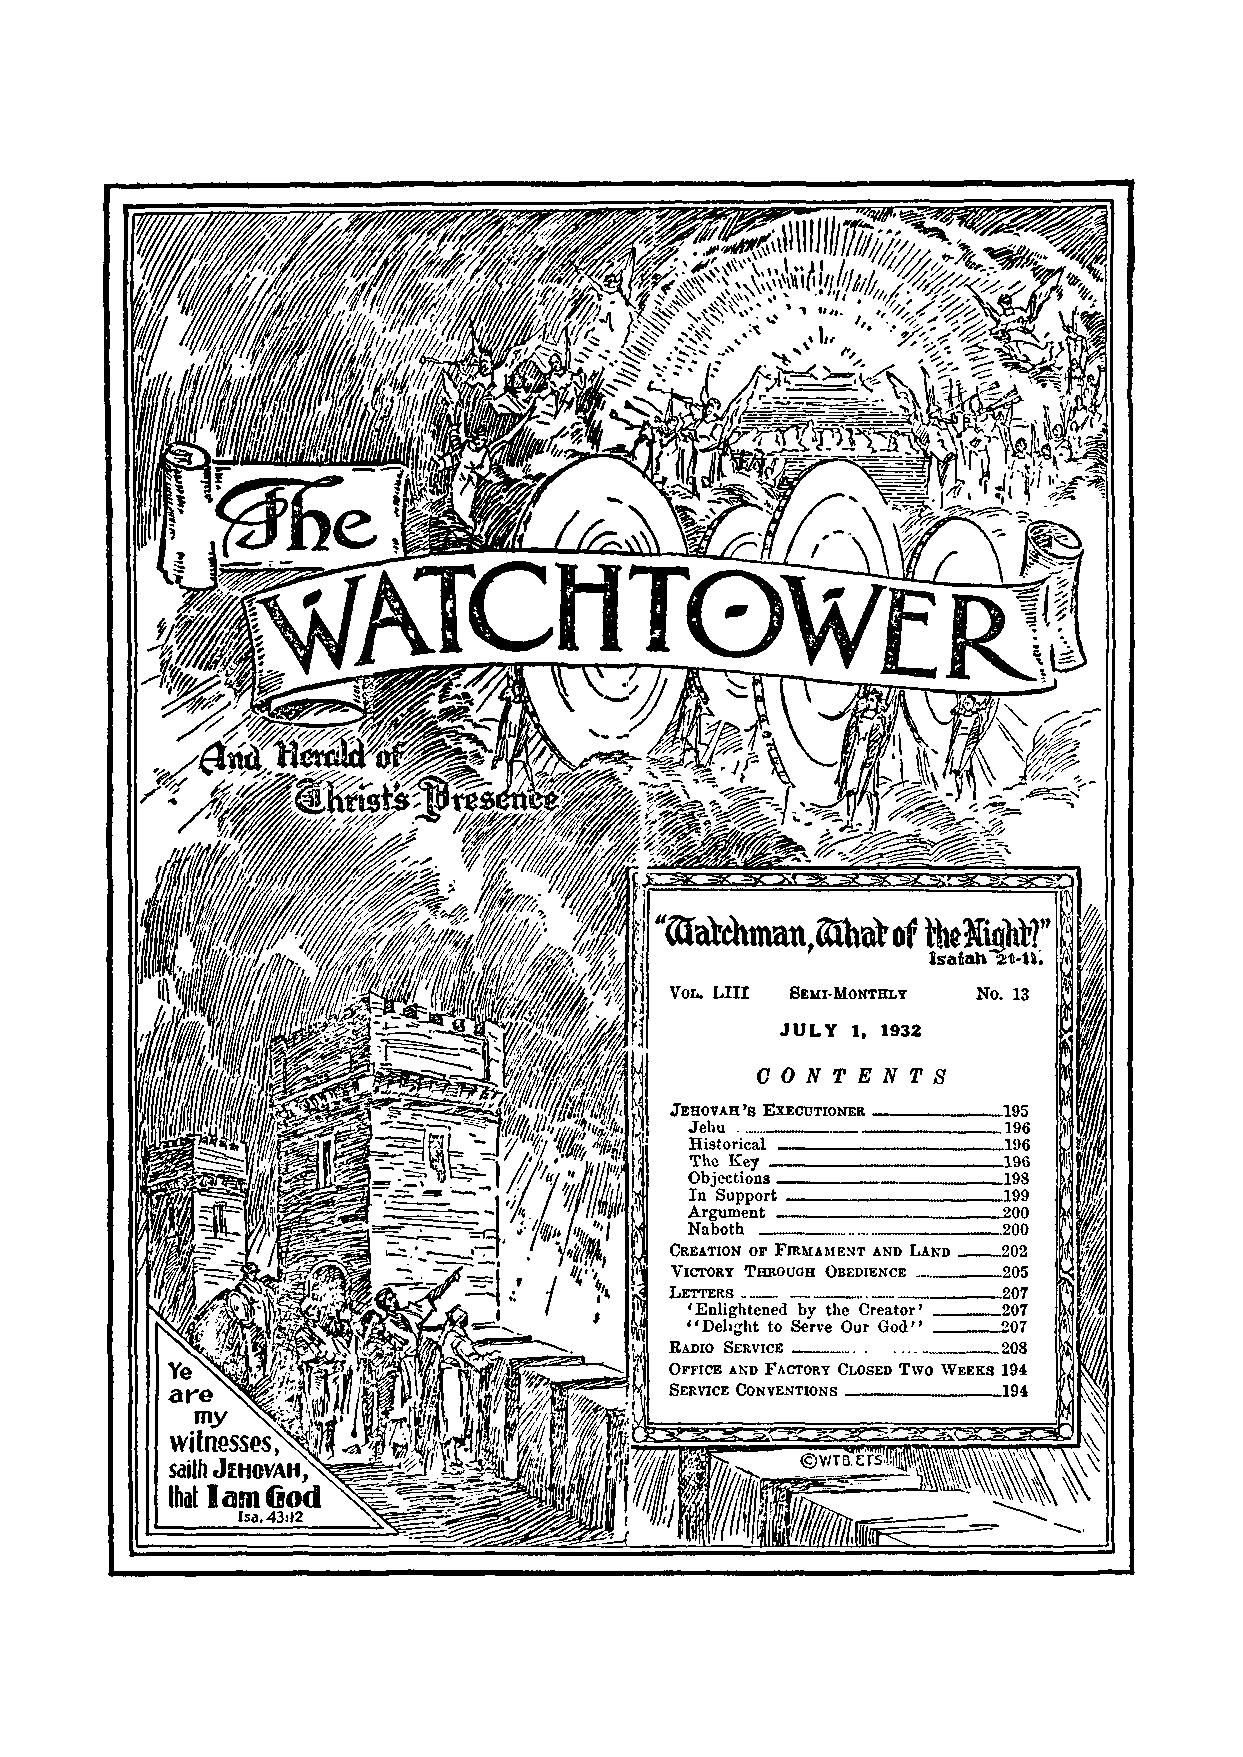 The
WATCHTOWER
And Herald of
Christ's Presence
"Watchman, What of the Night?"
Isaiah 21-11.
VOL. LIII SEMI-MONTHLY No. 13
JULY 1, 1932
CONTENTS
JEHOVAH'S EXECUTIONER 195
Jehu 196
Historical 196
The Key 196
Objections 198
In Support 199
Argument 200
Naboth 200
CREATION OF FIRMAMENT AND LAND 202
VICTORY THROUGH OBEDIENCE 205
LETTERS 207
'Enlightened by the Creator' 207
"Delight to Serve Our God" 207
RADIO SERVICE 208
OFFICE AND FACTORY CLOSED TWO WEEKS 194
SERVICE CONVENTIONS 194
Ye
are
my
witnesses,
saith JEHOVAH,
that I am God
Isa. 43:12
©W.T.B.&T.S.